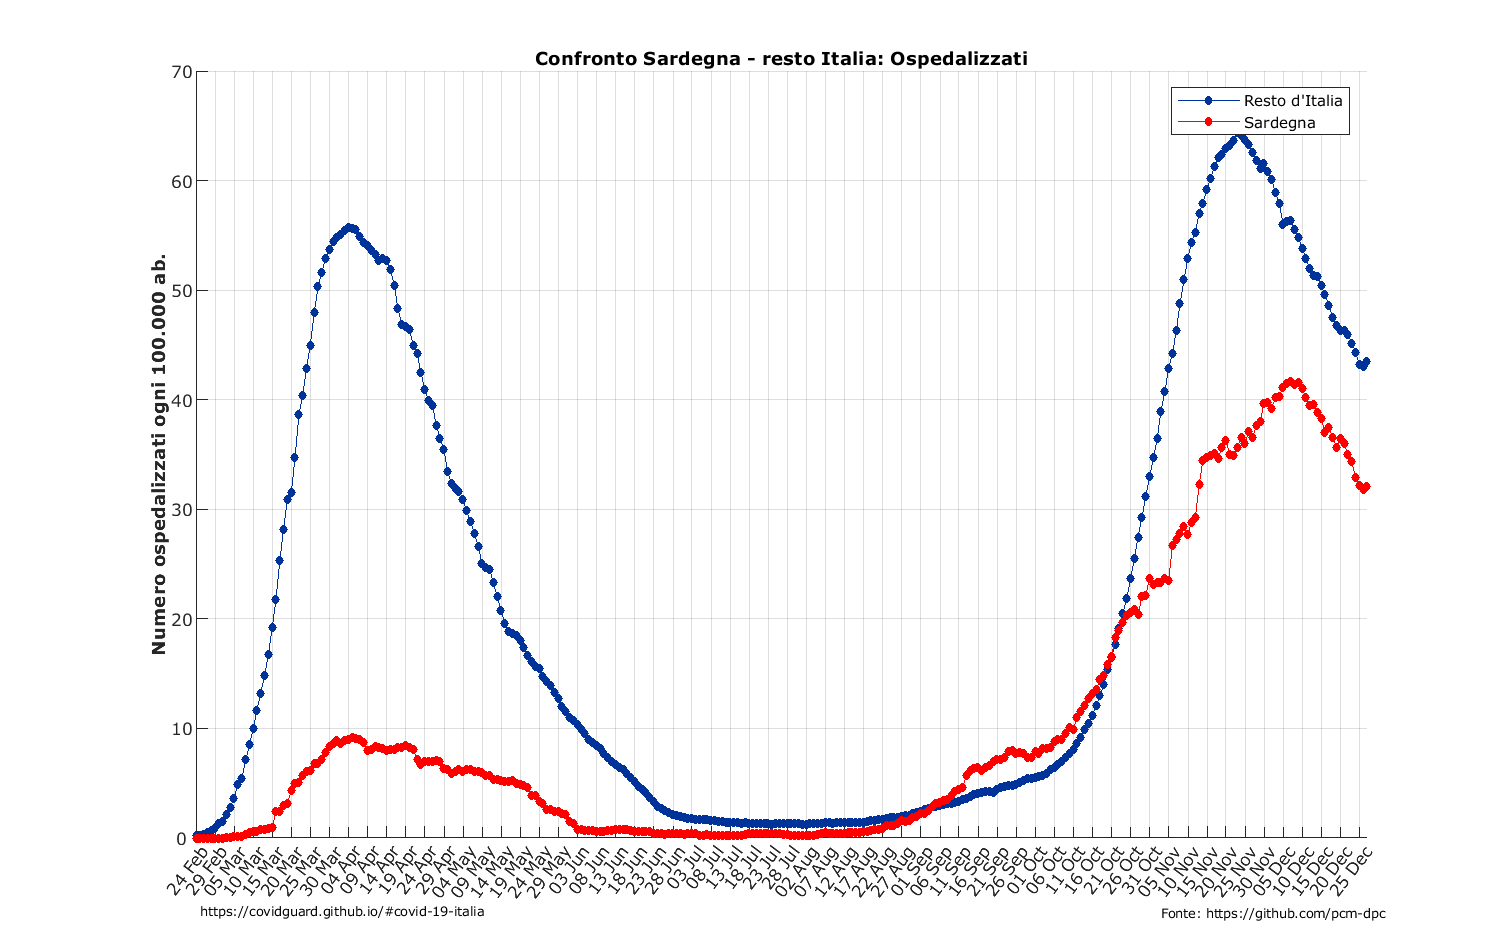 Confronto Sardegna - resto Italia: Ospedalizzati
Resto d'Italia
Sardegna
Numero ospedalizzati ogni 100.000 ab.
70
60
50
40
30
20
10
0
24 Feb
29 Feb
05 Mar
10 Mar
15 Mar
20 Mar
25 Mar
30 Mar
04 Apr
09 Apr
14 Apr
19 Apr
24 Apr
29 Apr
04 May
09 May
14 May
19 May
24 May
29 May
03 Jun
08 Jun
13 Jun
18 Jun
23 Jun
28 Jun
03 Jul
08 Jul
13 Jul
18 Jul
23 Jul
28 Jul
02 Aug
07 Aug
12 Aug
17 Aug
22 Aug
27 Aug
01 Sep
06 Sep
11 Sep
16 Sep
21 Sep
26 Sep
01 Oct
06 Oct
11 Oct
16 Oct
21 Oct
26 Oct
31 Oct
05 Nov
10 Nov
15 Nov
20 Nov
25 Nov
30 Nov
05 Dec
10 Dec
15 Dec
20 Dec
25 Dec
https://covidguard.github.io/#covid-19-italia
Fonte: https://github.com/pcm-dpc